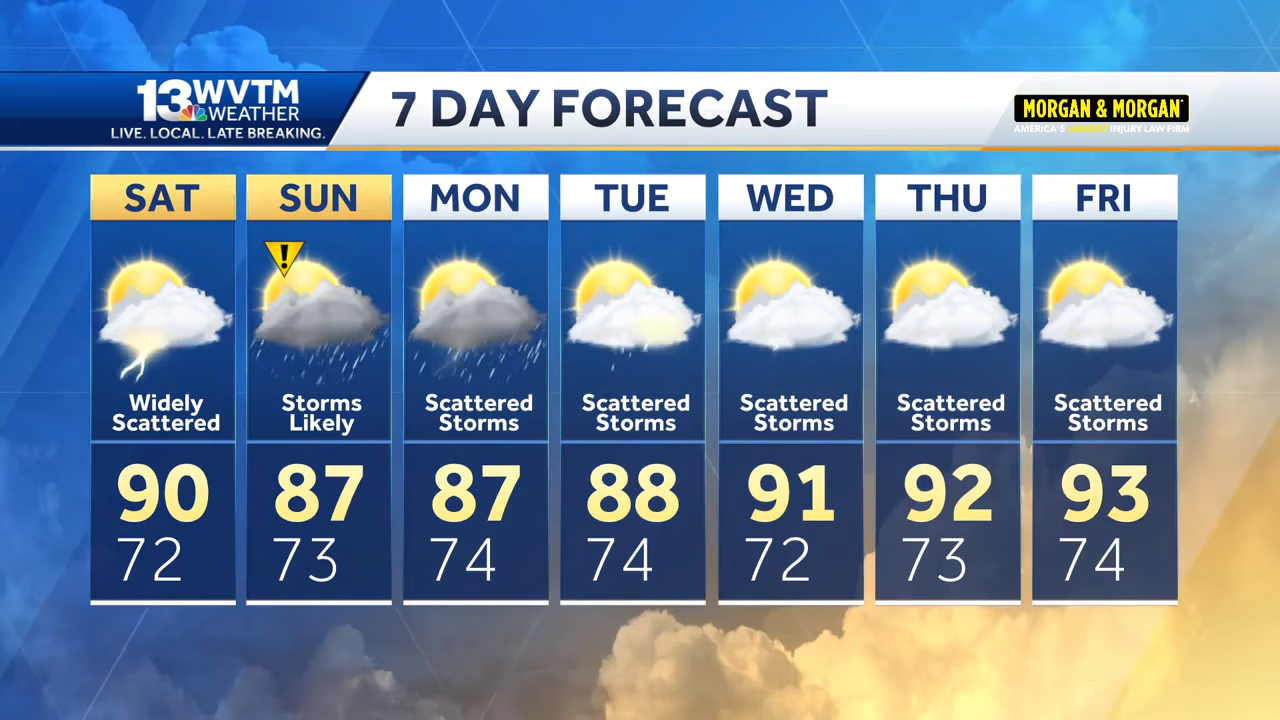 13 WVTM
WEATHER
LIVE. LOCAL. LATE BREAKING.
7 DAY FORECAST
MORGAN & MORGAN
AMERICA'S LARGEST INJURY LAW FIRM
SAT SUN MON TUE WED THU FRI
!
Widely Storms Scattered Scattered Scattered Scattered Scattered
Scattered Likely Storms Storms Storms Storms Storms
90 87 87 88 91 92 93
72 73 74 74 72 73 74